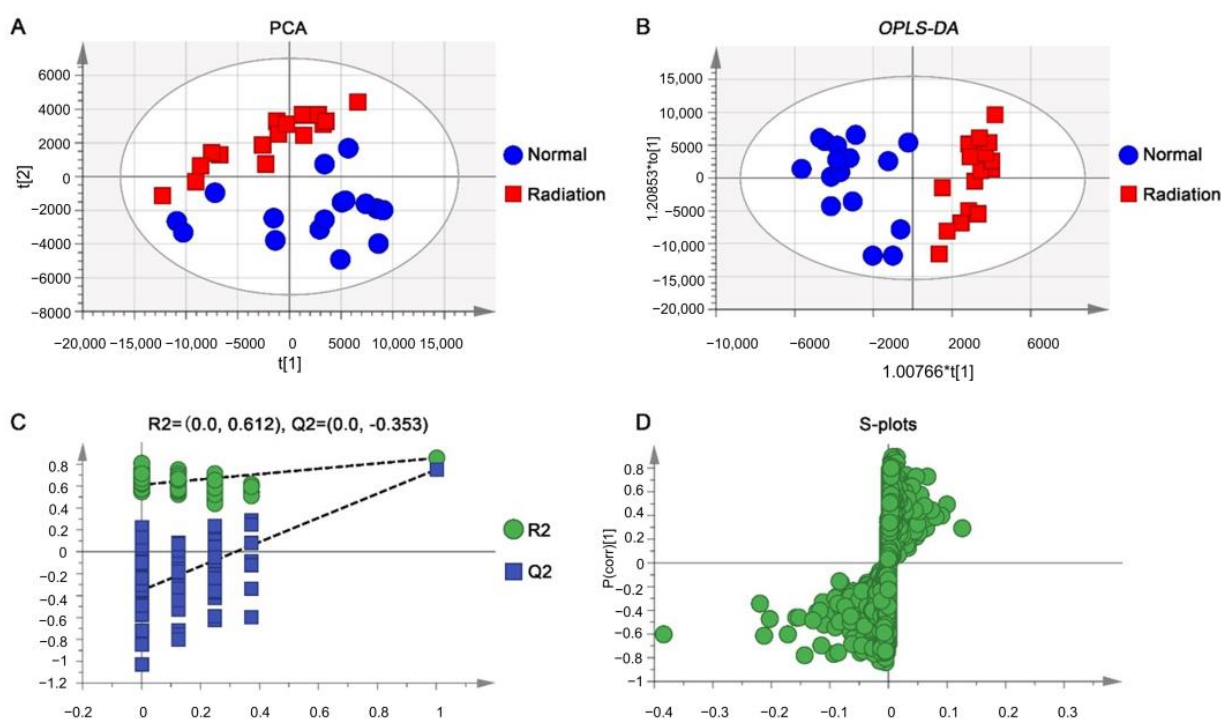 A
PCA
6000
4000
2000
0
−2000
−4000
−6000
−8000
t[2]
−20,000 −15,000 −10,000 −5000 0 5000 10,000 15,000
t[1]
Normal
Radiation
B
OPLS-DA
15,000
10,000
5000
0
−5000
−10,000
−15,000
−20,000
1.20853*to[1]
−10,000 −6000 −2000 2000 6000
1.00766*t[1]
Normal
Radiation
C
R2=(0.0, 0.612), Q2=(0.0, -0.353)
0.8
0.6
0.4
0.2
0
−0.2
−0.4
−0.6
−0.8
−1
−1.2
−0.2 0 0.2 0.4 0.6 0.8 1
R2
Q2
D
S-plots
0.8
0.6
0.4
0.2
0
−0.2
−0.4
−0.6
−0.8
−1
P(corr)[1]
−0.4 −0.3 −0.2 −0.1 0 0.1 0.2 0.3